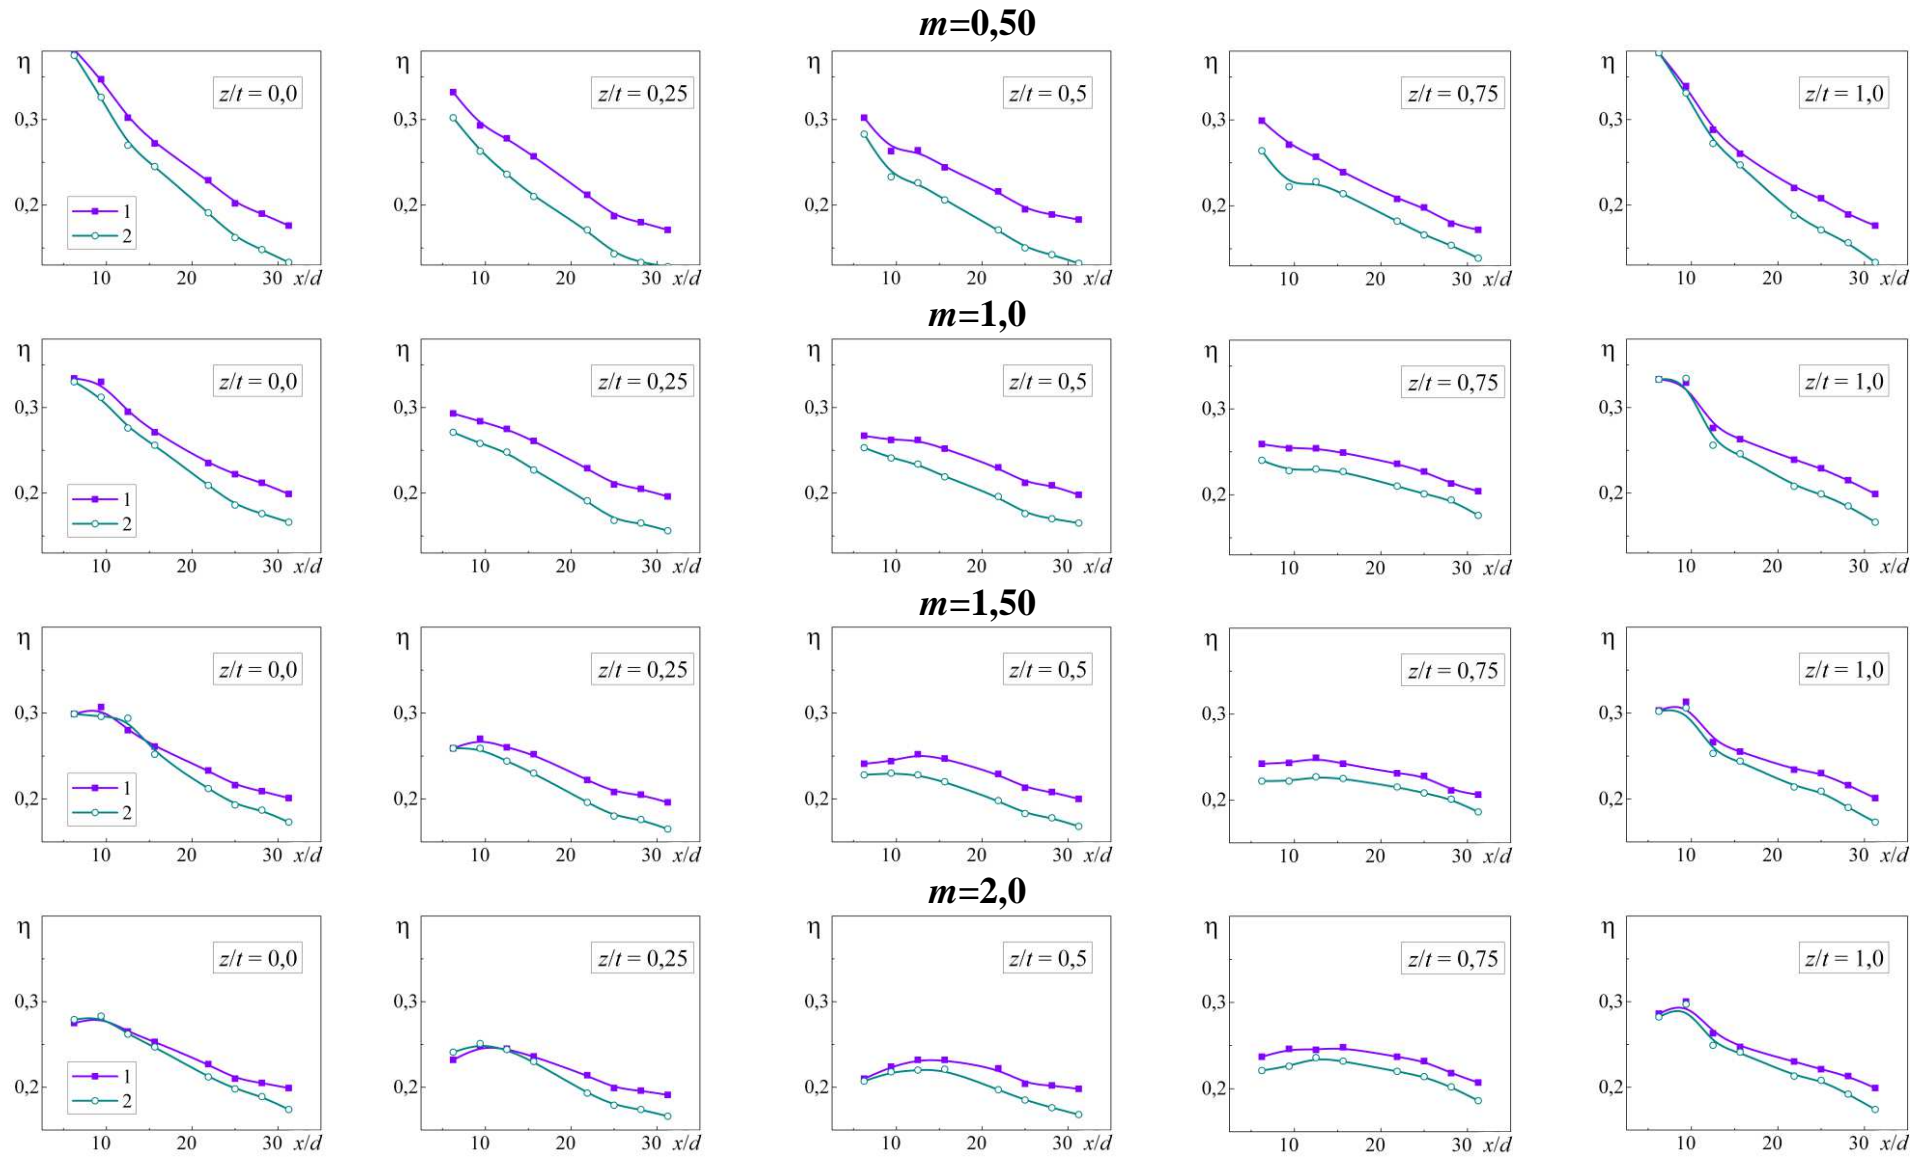 m=0,50
η
z/t = 0,0
0,3
0,2
1
2
10 20 30 x/d
η
z/t = 0,25
0,3
0,2
10 20 30 x/d
η
z/t = 0,5
0,3
0,2
10 20 30 x/d
η
z/t = 0,75
0,3
0,2
10 20 30 x/d
η
z/t = 1,0
0,3
0,2
10 20 30 x/d
m=1,0
η
z/t = 0,0
0,3
0,2
1
2
10 20 30 x/d
η
z/t = 0,25
0,3
0,2
10 20 30 x/d
η
z/t = 0,5
0,3
0,2
10 20 30 x/d
η
z/t = 0,75
0,3
0,2
10 20 30 x/d
η
z/t = 1,0
0,3
0,2
10 20 30 x/d
m=1,50
η
z/t = 0,0
0,3
0,2
1
2
10 20 30 x/d
η
z/t = 0,25
0,3
0,2
10 20 30 x/d
η
z/t = 0,5
0,3
0,2
10 20 30 x/d
η
z/t = 0,75
0,3
0,2
10 20 30 x/d
η
z/t = 1,0
0,3
0,2
10 20 30 x/d
m=2,0
η
z/t = 0,0
0,3
0,2
1
2
10 20 30 x/d
η
z/t = 0,25
0,3
0,2
10 20 30 x/d
η
z/t = 0,5
0,3
0,2
10 20 30 x/d
η
z/t = 0,75
0,3
0,2
10 20 30 x/d
η
z/t = 1,0
0,3
0,2
10 20 30 x/d